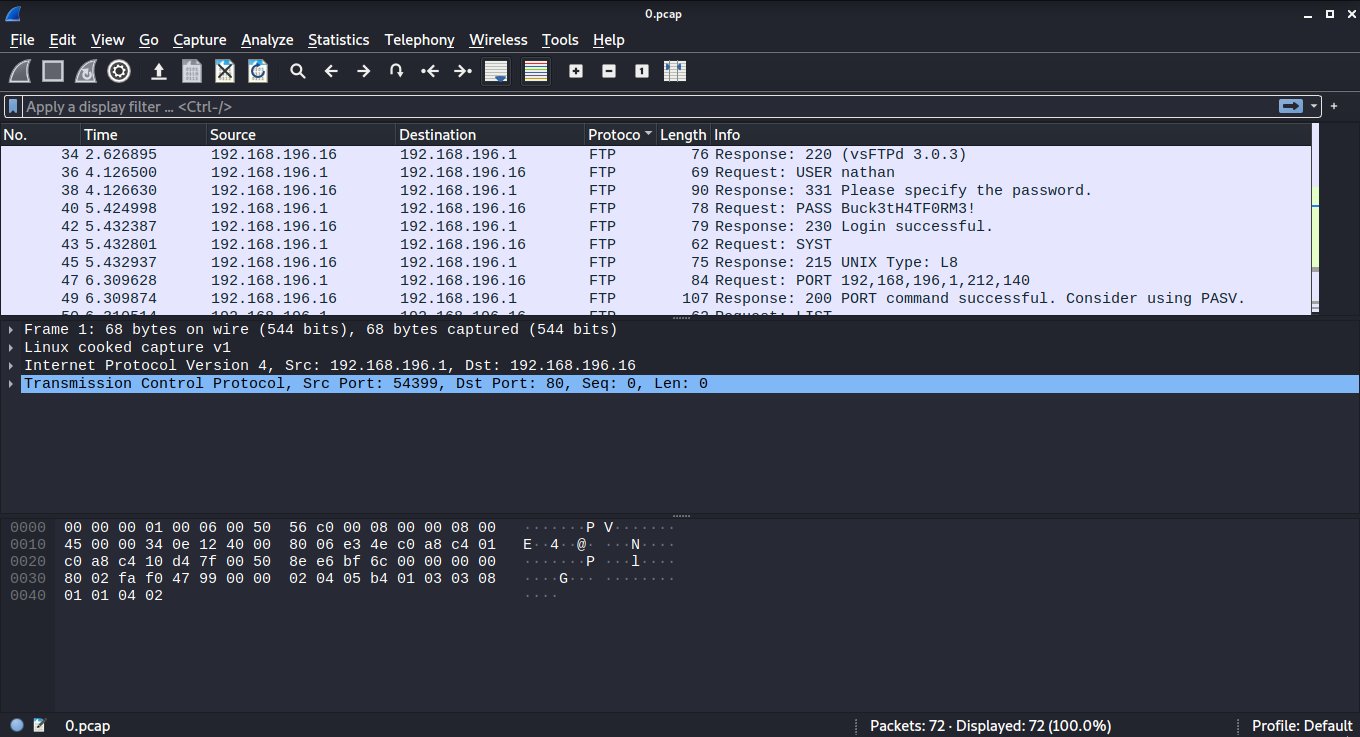 0.pcap
File Edit View Go Capture Analyze Statistics Telephony Wireless Tools Help
Apply a display filter ... <Ctrl-/>
No. Time Source Destination Protoco Length Info
34 2.626895 192.168.196.16 192.168.196.1 FTP 76 Response: 220 (vsFTPd 3.0.3)
36 4.126500 192.168.196.1 192.168.196.16 FTP 69 Request: USER nathan
38 4.126630 192.168.196.16 192.168.196.1 FTP 90 Response: 331 Please specify the password.
40 5.424998 192.168.196.1 192.168.196.16 FTP 78 Request: PASS Buck3tH4TF0RM3!
42 5.432387 192.168.196.16 192.168.196.1 FTP 79 Response: 230 Login successful.
43 5.432801 192.168.196.1 192.168.196.16 FTP 62 Request: SYST
45 5.432937 192.168.196.16 192.168.196.1 FTP 75 Response: 215 UNIX Type: L8
47 6.309628 192.168.196.1 192.168.196.16 FTP 84 Request: PORT 192,168,196,1,212,140
49 6.309874 192.168.196.16 192.168.196.1 FTP 107 Response: 200 PORT command successful. Consider using PASV.
Frame 1: 68 bytes on wire (544 bits), 68 bytes captured (544 bits)
Linux cooked capture v1
Internet Protocol Version 4, Src: 192.168.196.1, Dst: 192.168.196.16
Transmission Control Protocol, Src Port: 54399, Dst Port: 80, Seq: 0, Len: 0
0000 00 00 00 01 00 06 00 50 56 c0 00 08 00 00 08 00 ·······P V·······
0010 45 00 00 34 0e 12 40 00 80 06 e3 4e c0 a8 c4 01 E··4··@· ···N····
0020 c0 a8 c4 10 d4 7f 00 50 8e e6 bf 6c 00 00 00 00 ·······P ···l····
0030 80 02 fa f0 47 99 00 00 02 04 05 b4 01 03 03 08 ····G··· ········
0040 01 01 04 02 ····
0.pcap Packets: 72 · Displayed: 72 (100.0%) Profile: Default